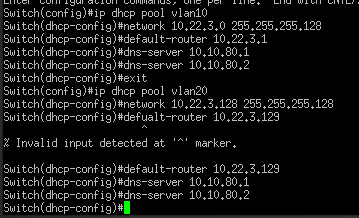 Enter configuration commands, one per line.  End with CNTL/
Switch(config)#ip dhcp pool vlan10
Switch(dhcp-config)#network 10.22.3.0 255.255.255.128
Switch(dhcp-config)#default-router 10.22.3.1
Switch(dhcp-config)#dns-server 10.10.80.1
Switch(dhcp-config)#dns-server 10.10.80.2
Switch(dhcp-config)#exit
Switch(config)#ip dhcp pool vlan20
Switch(dhcp-config)#network 10.22.3.128 255.255.255.128
Switch(dhcp-config)#defualt-router 10.22.3.129
^
% Invalid input detected at '^' marker.
Switch(dhcp-config)#default-router 10.22.3.129
Switch(dhcp-config)#dns-server 10.10.80.1
Switch(dhcp-config)#dns-server 10.10.80.2
Switch(dhcp-config)#